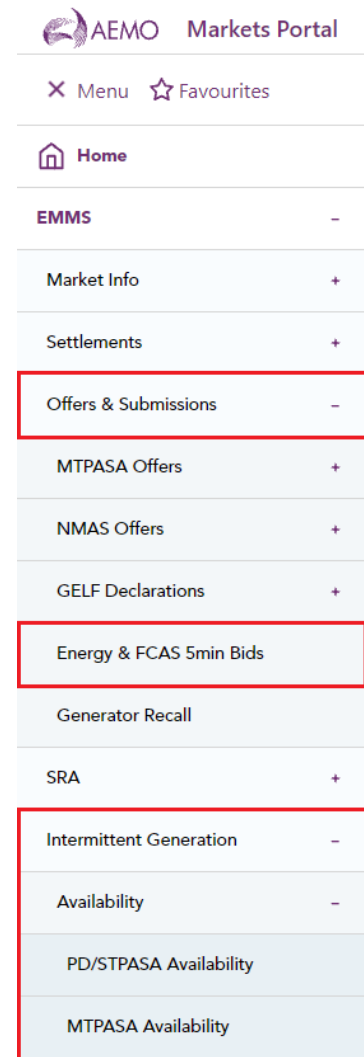 AEMO Markets Portal
Menu Favourites
Home
EMMS –
Market Info +
Settlements +
Offers & Submissions –
MTPASA Offers +
NMAS Offers +
GELF Declarations +
Energy & FCAS 5min Bids
Generator Recall
SRA +
Intermittent Generation –
Availability –
PD/STPASA Availability
MTPASA Availability